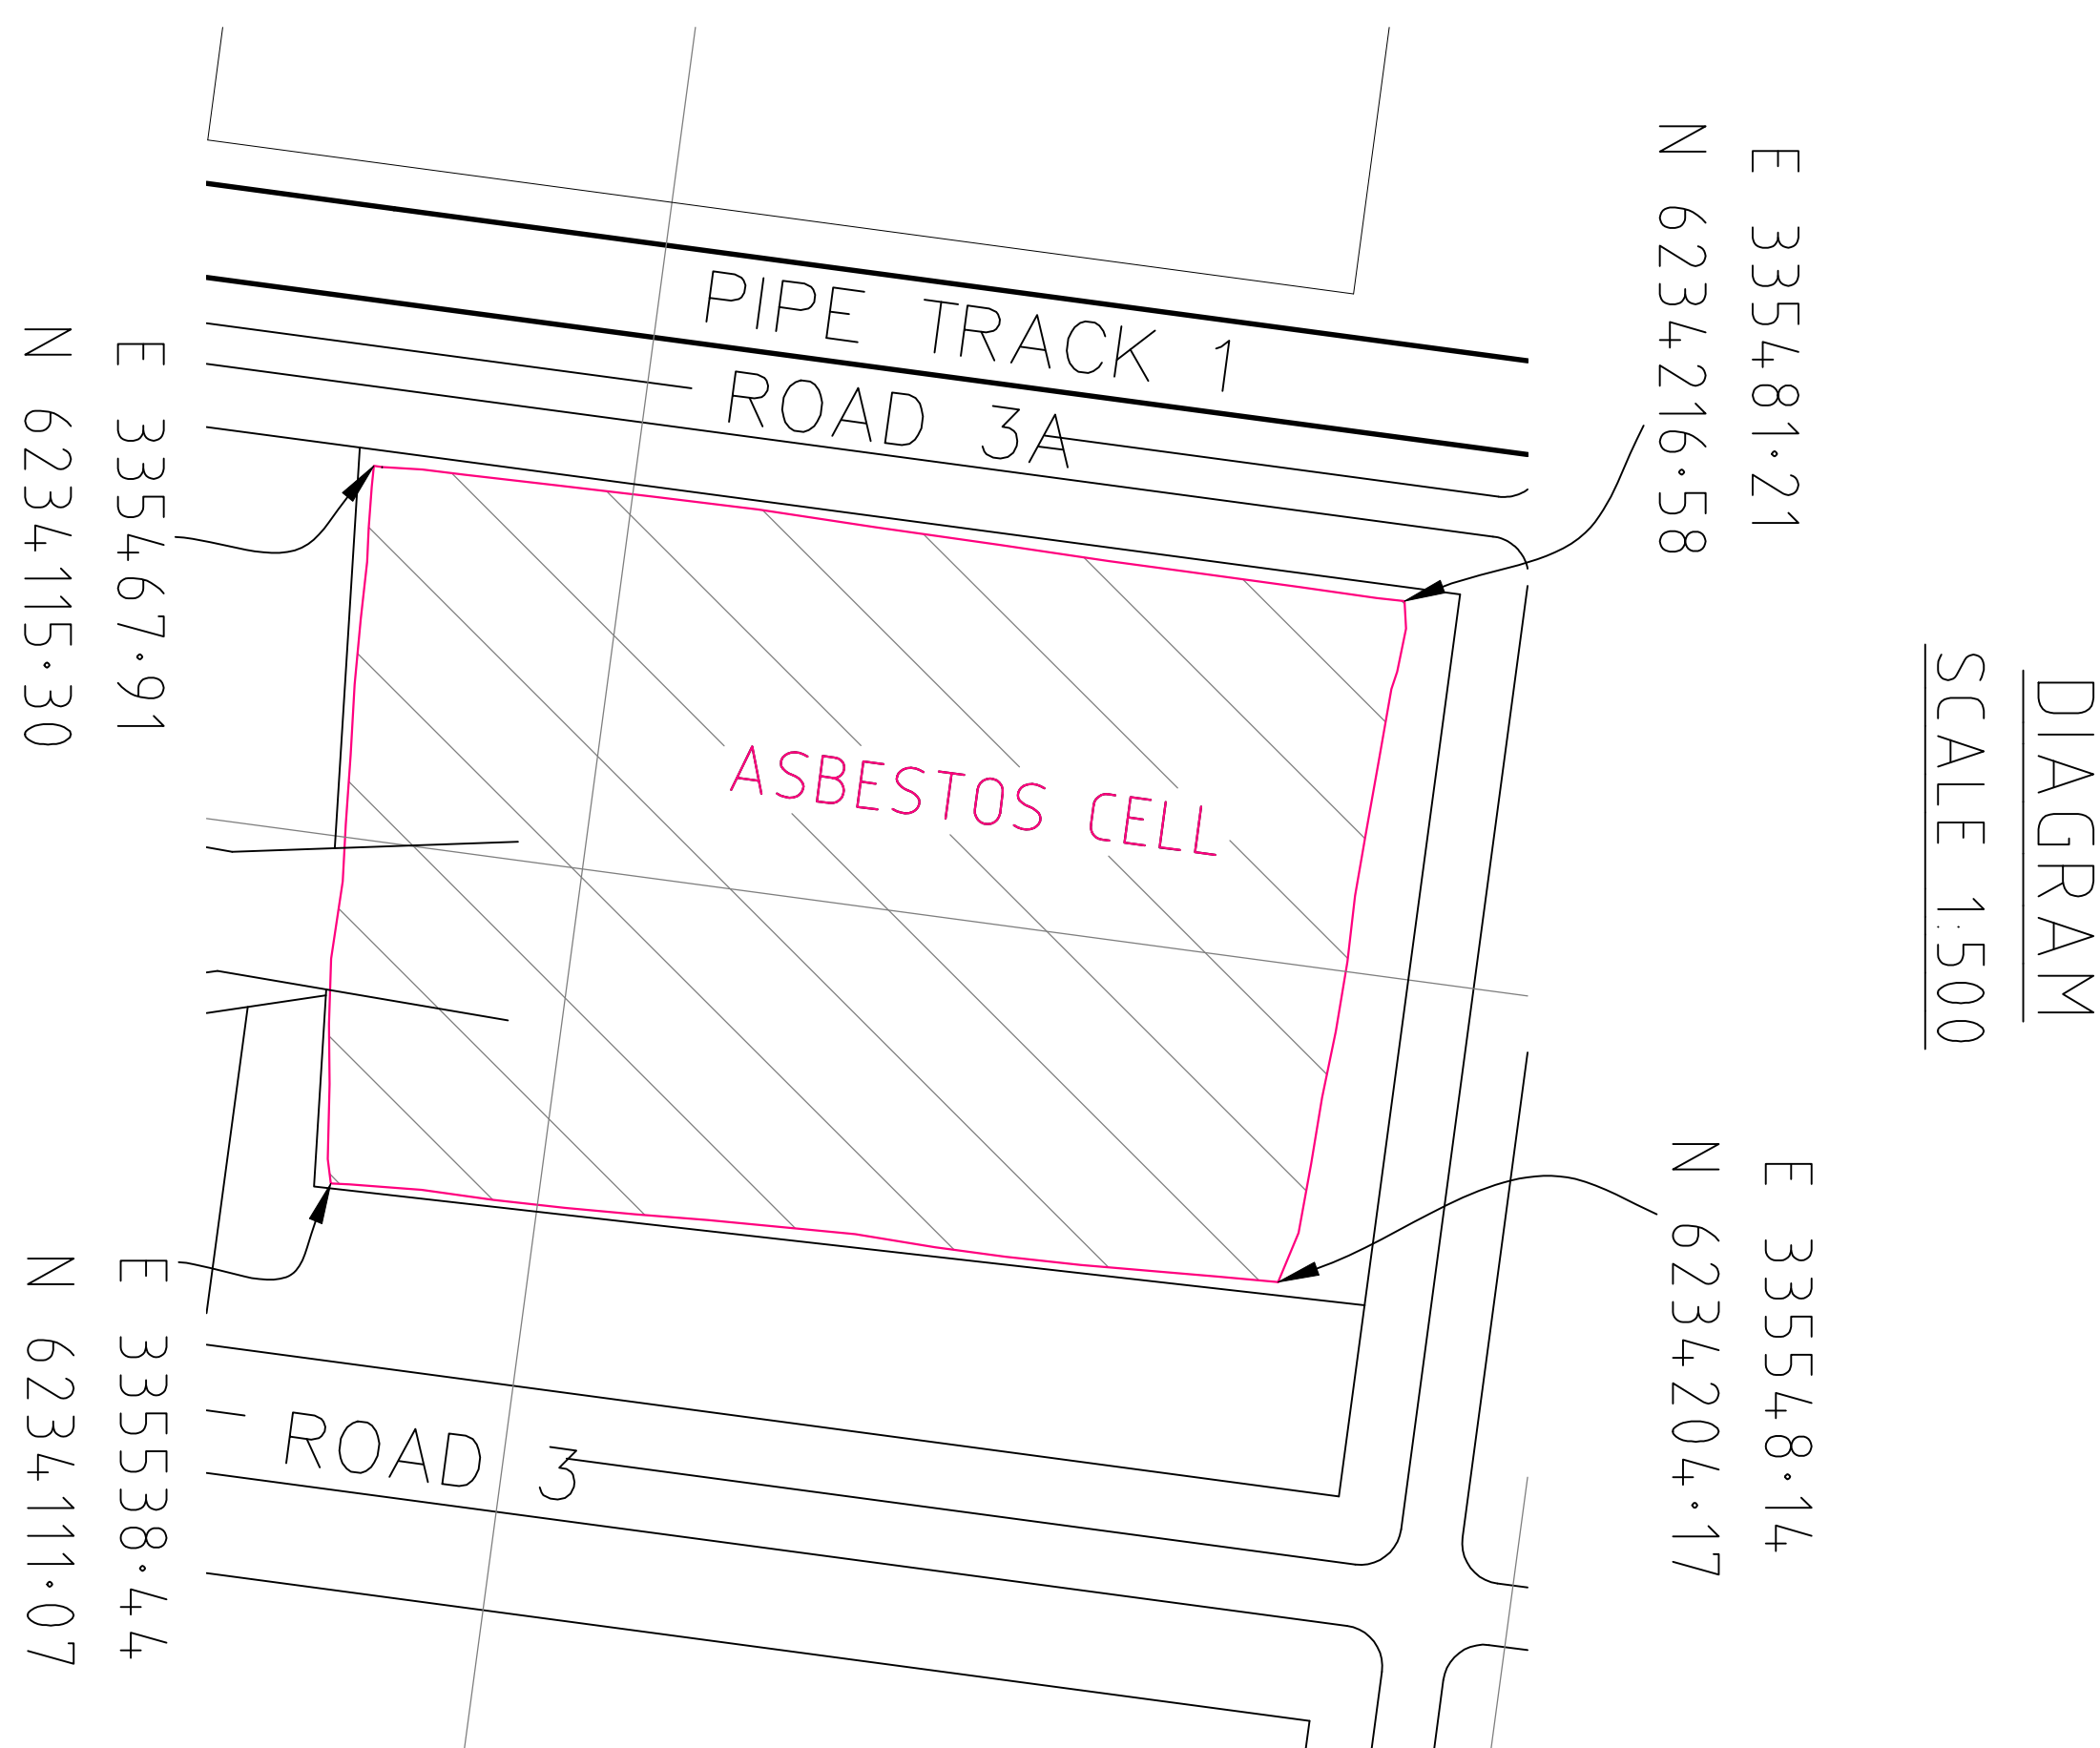 DIAGRAM
SCALE 1:500
E 335481·21
N 6234216·58
E 335548·14
N 6234204·17
PIPE TRACK 1
ROAD 3A
ASBESTOS CELL
ROAD 3
E 335467·91
N 6234115·30
E 335538·44
N 6234111·07